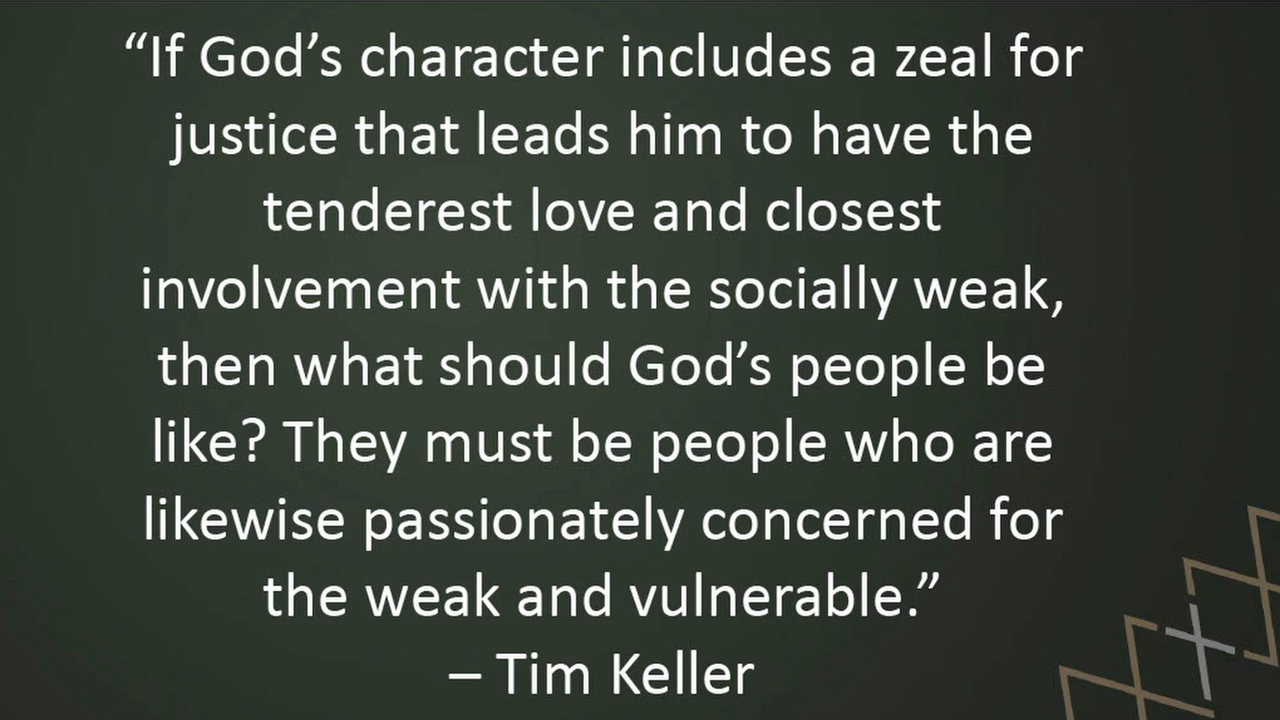 “If God’s character includes a zeal for
justice that leads him to have the
tenderest love and closest
involvement with the socially weak,
then what should God’s people be
like? They must be people who are
likewise passionately concerned for
the weak and vulnerable.”
– Tim Keller